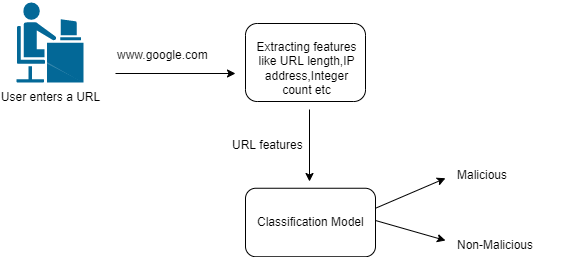 www.google.com
User enters a URL
Extracting features
like URL length,IP
address,Integer
count etc
URL features
Classification Model
Malicious
Non-Malicious